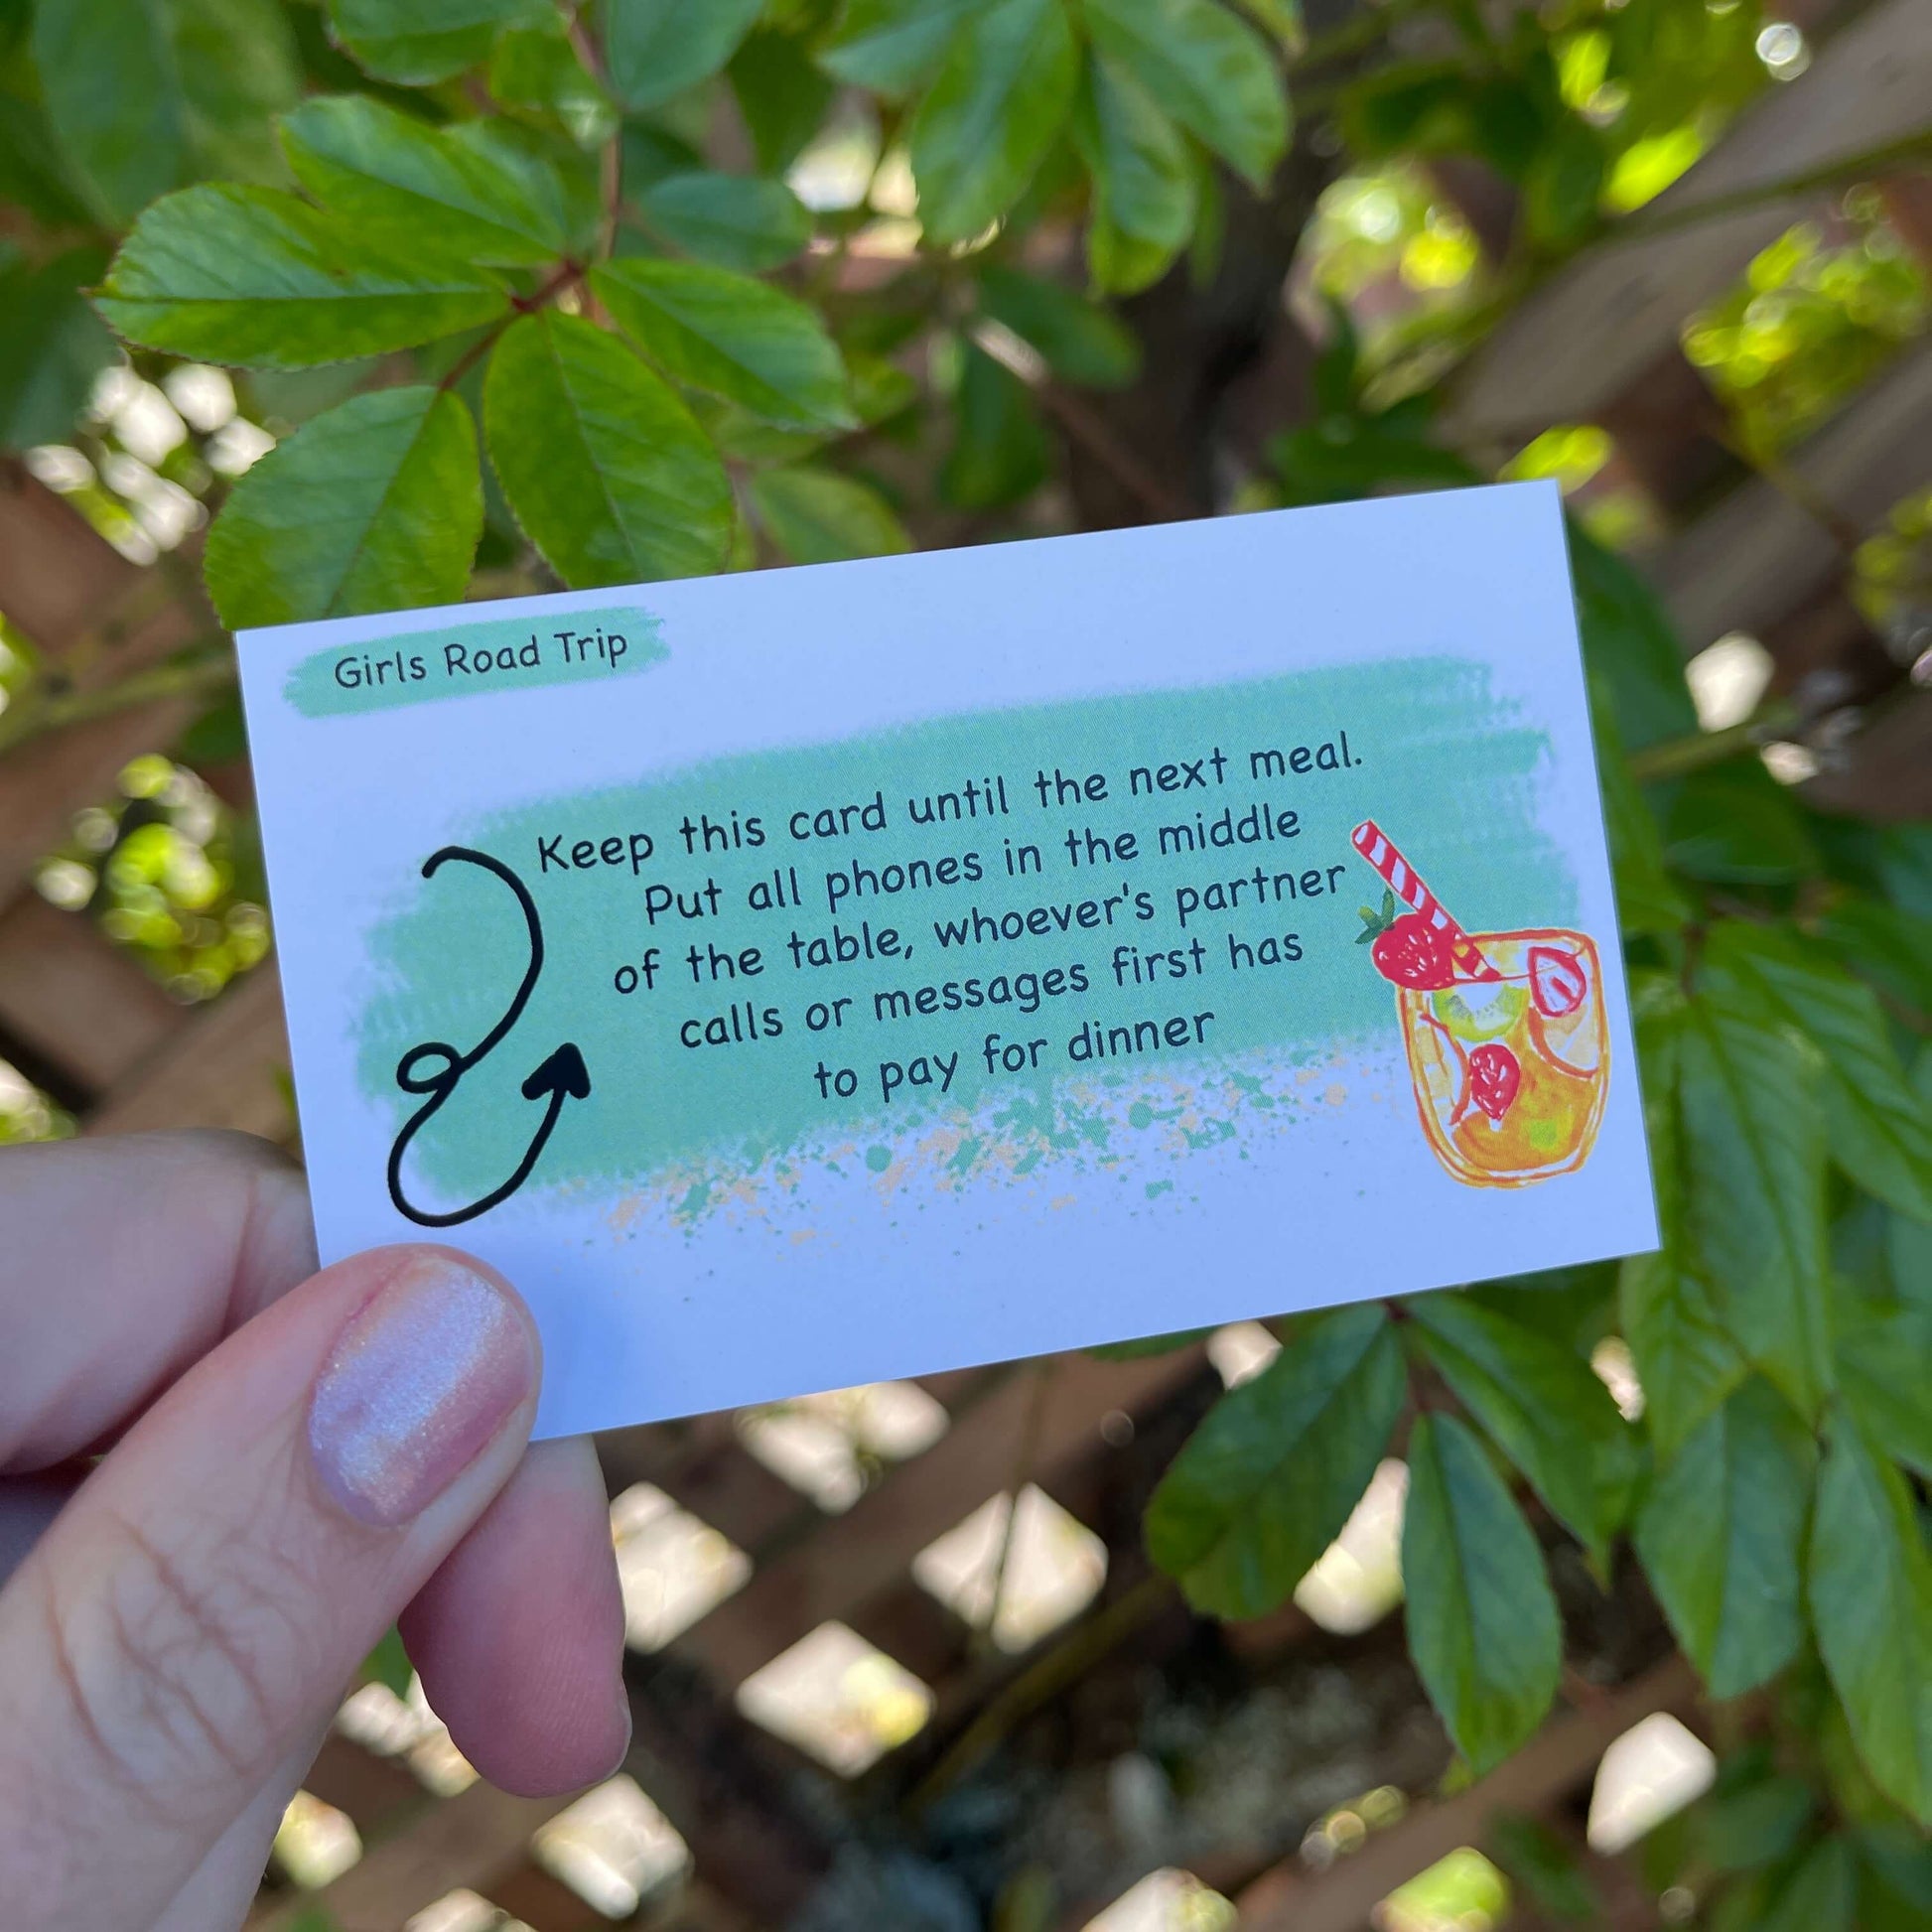 Girls Road Trip
Keep this card until the next meal.
Put all phones in the middle
of the table, whoever's partner
calls or messages first has
to pay for dinner